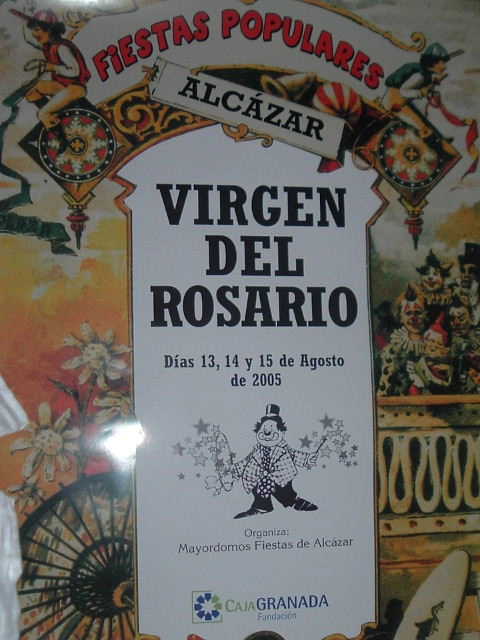 FIESTAS POPULARES
ALCÁZAR
VIRGEN
DEL
ROSARIO
Días 13, 14 y 15 de Agosto
de 2005
Organiza:
Mayordomos Fiestas de Alcázar
CAJAGRANADA
Fundación